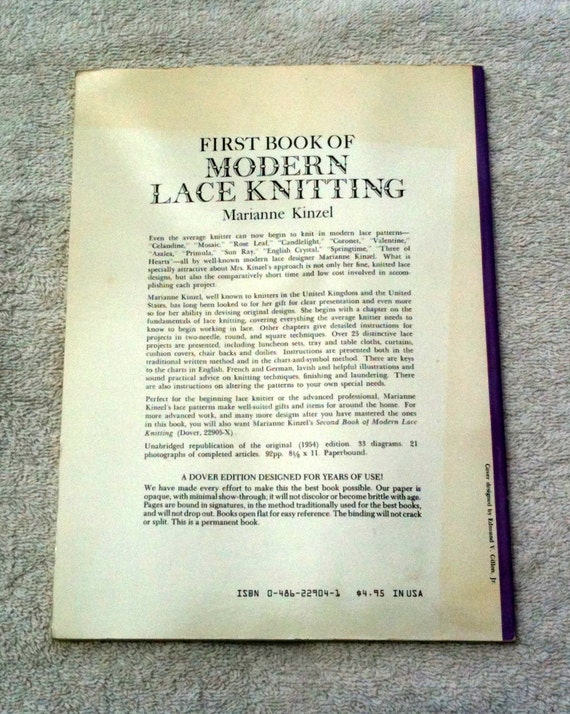 FIRST BOOK OF
MODERN
LACE KNITTING
Marianne Kinzel
Even the average knitter can now begin to knit in modern lace patterns—
"Celandine," "Mosaic," "Rose Leaf," "Candlelight," "Coronet," "Valentine,"
"Azalea," "Primula," "Sun Ray," "English Crystal," "Springtime," "Three of
Hearts"—all by well-known modern lace designer Marianne Kinzel. What is
specially attractive about Mrs. Kinzel's approach is not only her fine, knitted lace
designs, but also the comparatively short time and low cost involved in accom-
plishing each project.
Marianne Kinzel, well known to knitters in the United Kingdom and the United
States, has long been looked to for her gift for clear presentation and even more
so for her ability in devising original designs. She begins with a chapter on the
fundamentals of lace knitting, covering everything the average knitter needs to
know to begin working in lace. Other chapters give detailed instructions for
projects in two-needle, round, and square techniques. Over 25 distinctive lace
projects are presented, including luncheon sets, tray and table cloths, curtains,
cushion covers, chair backs and doilies. Instructions are presented both in the
traditional written method and in the chart-and-symbol method. There are keys
to the charts in English, French and German, lavish and helpful illustrations and
sound practical advice on knitting techniques, finishing and laundering. There
are also instructions on altering the patterns to your own special needs.
Perfect for the beginning lace knitter or the advanced professional, Marianne
Kinzel's lace patterns make well-suited gifts and items for around the home. For
more advanced work, and many more designs after you have mastered the ones
in this book, you will also want Marianne Kinzel's Second Book of Modern Lace
Knitting (Dover, 22905-X).
Unabridged republication of the original (1954) edition. 33 diagrams. 21
photographs of completed articles. 92pp. 8¼ x 11. Paperbound.
A DOVER EDITION DESIGNED FOR YEARS OF USE!
We have made every effort to make this the best book possible. Our paper is
opaque, with minimal show-through; it will not discolor or become brittle with age.
Pages are bound in signatures, in the method traditionally used for the best books,
and will not drop out. Books open flat for easy reference. The binding will not crack
or split. This is a permanent book.
ISBN 0-486-22904-1 $4.95 IN USA
Cover designed by Edmund V. Gillon, Jr.